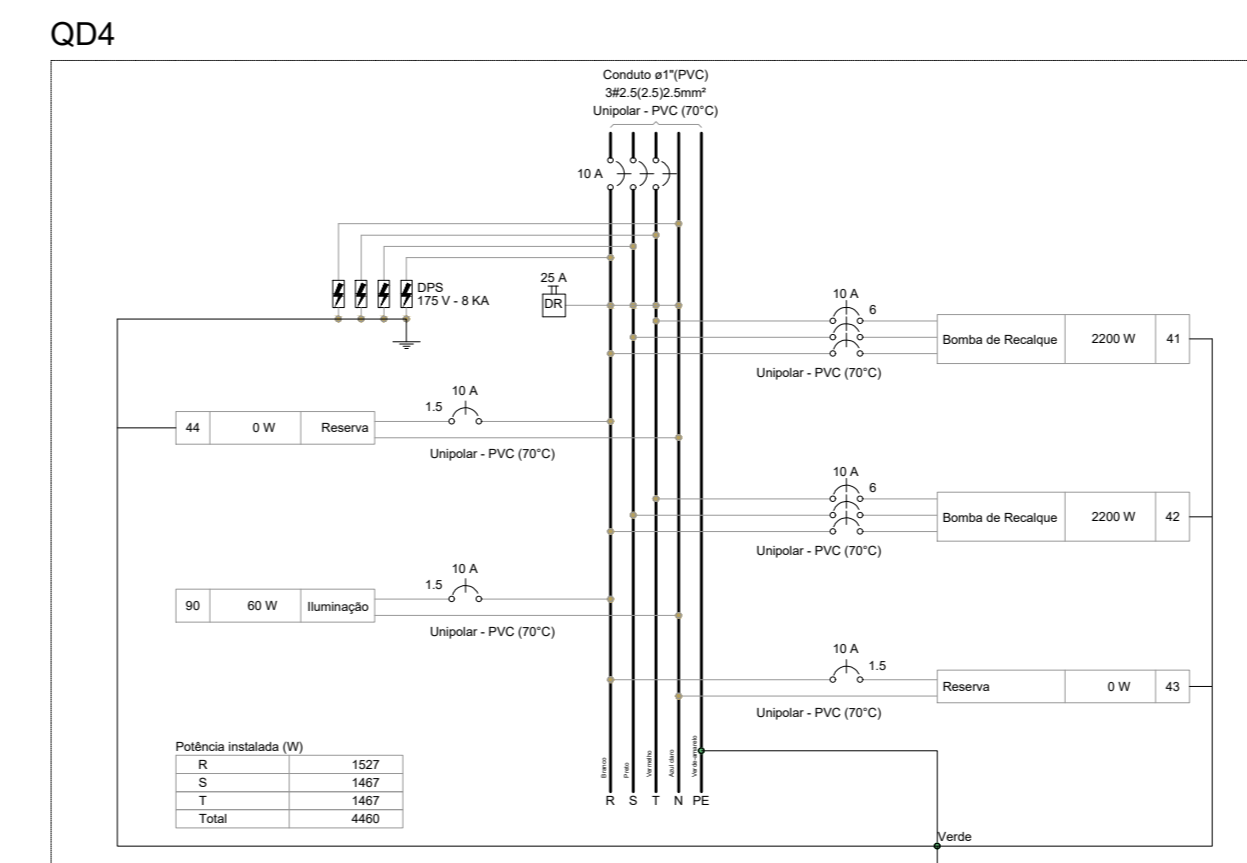 QD4
Conduto ø1"(PVC)
3#2.5(2.5)2.5mm²
Unipolar - PVC (70°C)
10 A
DPS
175 V - 8 KA
25 A
DR
10 A
6
Bomba de Recalque 2200 W 41
Unipolar - PVC (70°C)
10 A
1.5
44 0 W Reserva
Unipolar - PVC (70°C)
10 A
6
Bomba de Recalque 2200 W 42
Unipolar - PVC (70°C)
10 A
1.5
90 60 W Iluminação
Unipolar - PVC (70°C)
10 A
1.5
Reserva 0 W 43
Unipolar - PVC (70°C)
Potência instalada (W)
R 1527
S 1467
T 1467
Total 4460
Branco
Preto
Vermelho
Azul claro
Verde-amarelo
R S T N PE
Verde